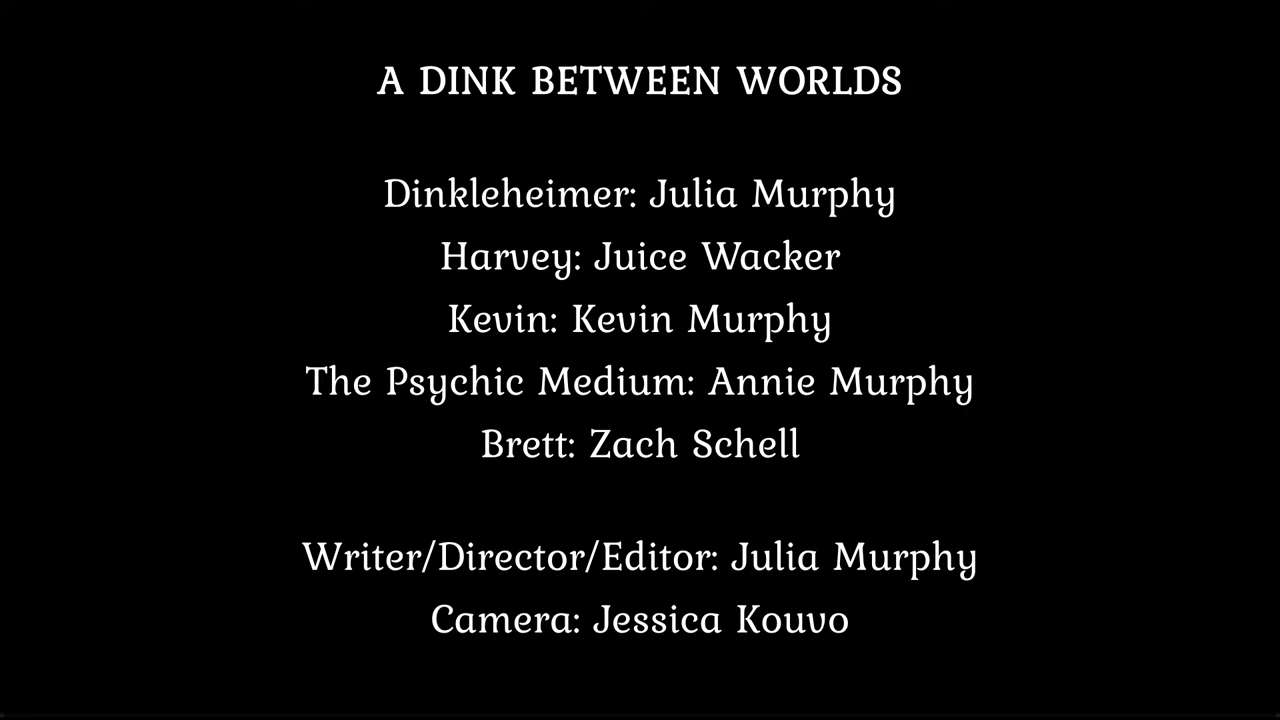 A DINK BETWEEN WORLDS
Dinkleheimer: Julia Murphy
Harvey: Juice Wacker
Kevin: Kevin Murphy
The Psychic Medium: Annie Murphy
Brett: Zach Schell
Writer/Director/Editor: Julia Murphy
Camera: Jessica Kouvo